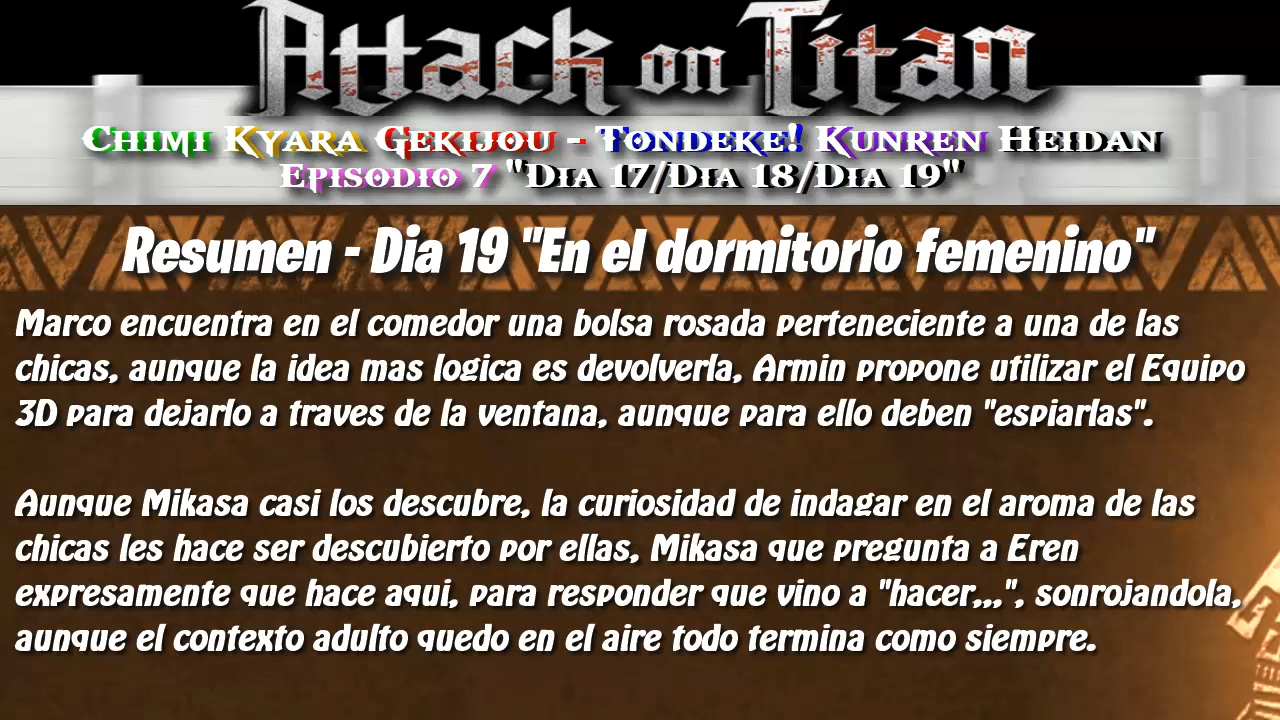 Attack on Titan
Chimi Kyara Gekijou - Tondeke! Kunren Heidan
Episodio 7 "Dia 17/Dia 18/Dia 19"
Resumen - Dia 19 "En el dormitorio femenino"
Marco encuentra en el comedor una bolsa rosada perteneciente a una de las
chicas, aunque la idea mas logica es devolverla, Armin propone utilizar el Equipo
3D para dejarlo a traves de la ventana, aunque para ello deben "espiarlas".
Aunque Mikasa casi los descubre, la curiosidad de indagar en el aroma de las
chicas les hace ser descubierto por ellas, Mikasa que pregunta a Eren
expresamente que hace aqui, para responder que vino a "hacer,,,", sonrojandola,
aunque el contexto adulto quedo en el aire todo termina como siempre.